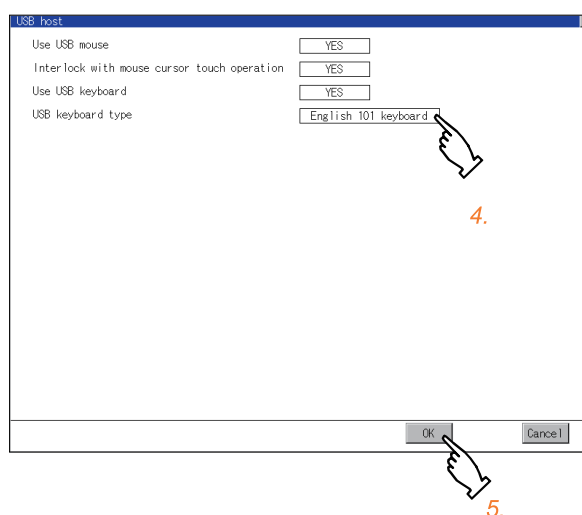 USB host
Use USB mouse YES
Interlock with mouse cursor touch operation YES
Use USB keyboard YES
USB keyboard type English 101 keyboard
4.
OK Cancel
5.